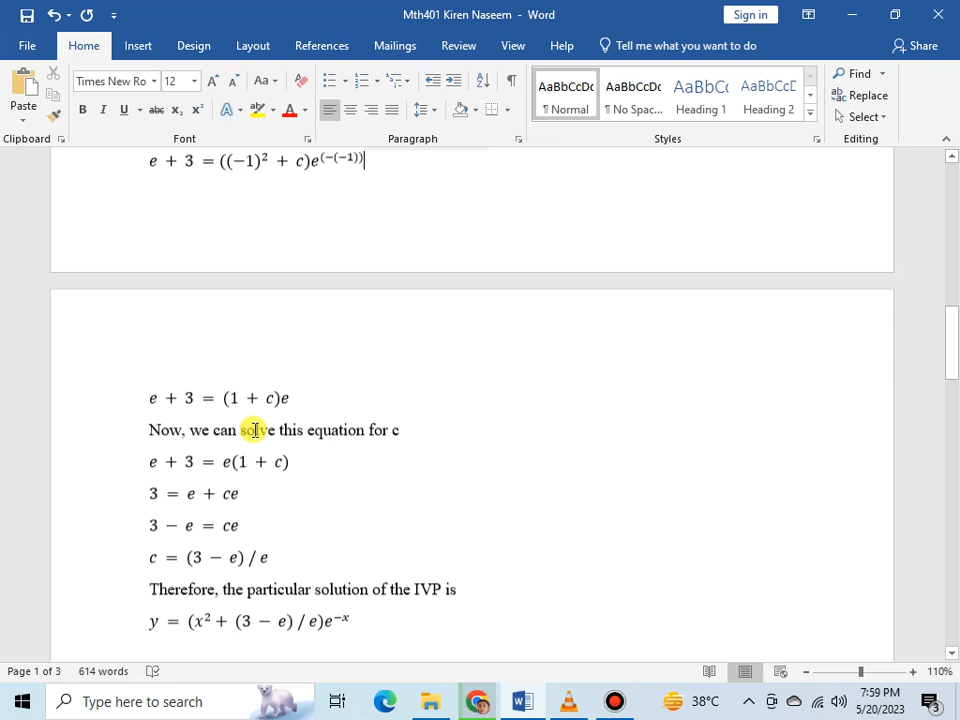 Mth401 Kiren Naseem - Word
Sign in
File Home Insert Design Layout References Mailings Review View Help Tell me what you want to do Share
Paste
Times New Ro 12
AaBbCcDc AaBbCcDc AaBbCc AaBbCcD
¶ Normal ¶ No Spac... Heading 1 Heading 2
Find
Replace
Select
Clipboard Font Paragraph Styles Editing
e + 3 = ((−1)² + c)e^(−(−1))
e + 3 = (1 + c)e
Now, we can solve this equation for c
e + 3 = e(1 + c)
3 = e + ce
3 − e = ce
c = (3 − e) / e
Therefore, the particular solution of the IVP is
y = (x² + (3 − e) / e)e⁻ˣ
Page 1 of 3 614 words 110%
Type here to search
38°C
7:59 PM
5/20/2023
3